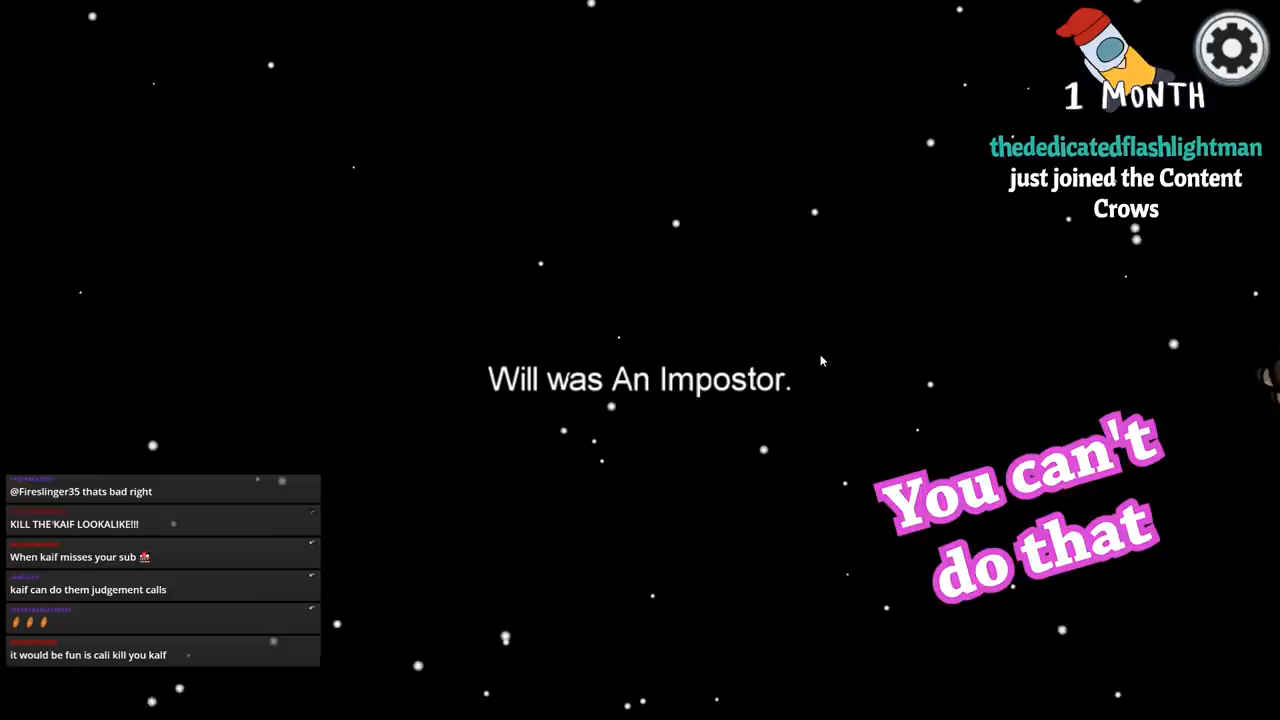 1 MONTH
thededicatedflashlightman
just joined the Content
Crows
Will was An Impostor.
You can't
do that
@Fireslinger35 thats bad right
KILL THE KAIF LOOKALIKE!!!
When kaif misses your sub
kaif can do them judgement calls
it would be fun is cali kill you kalf